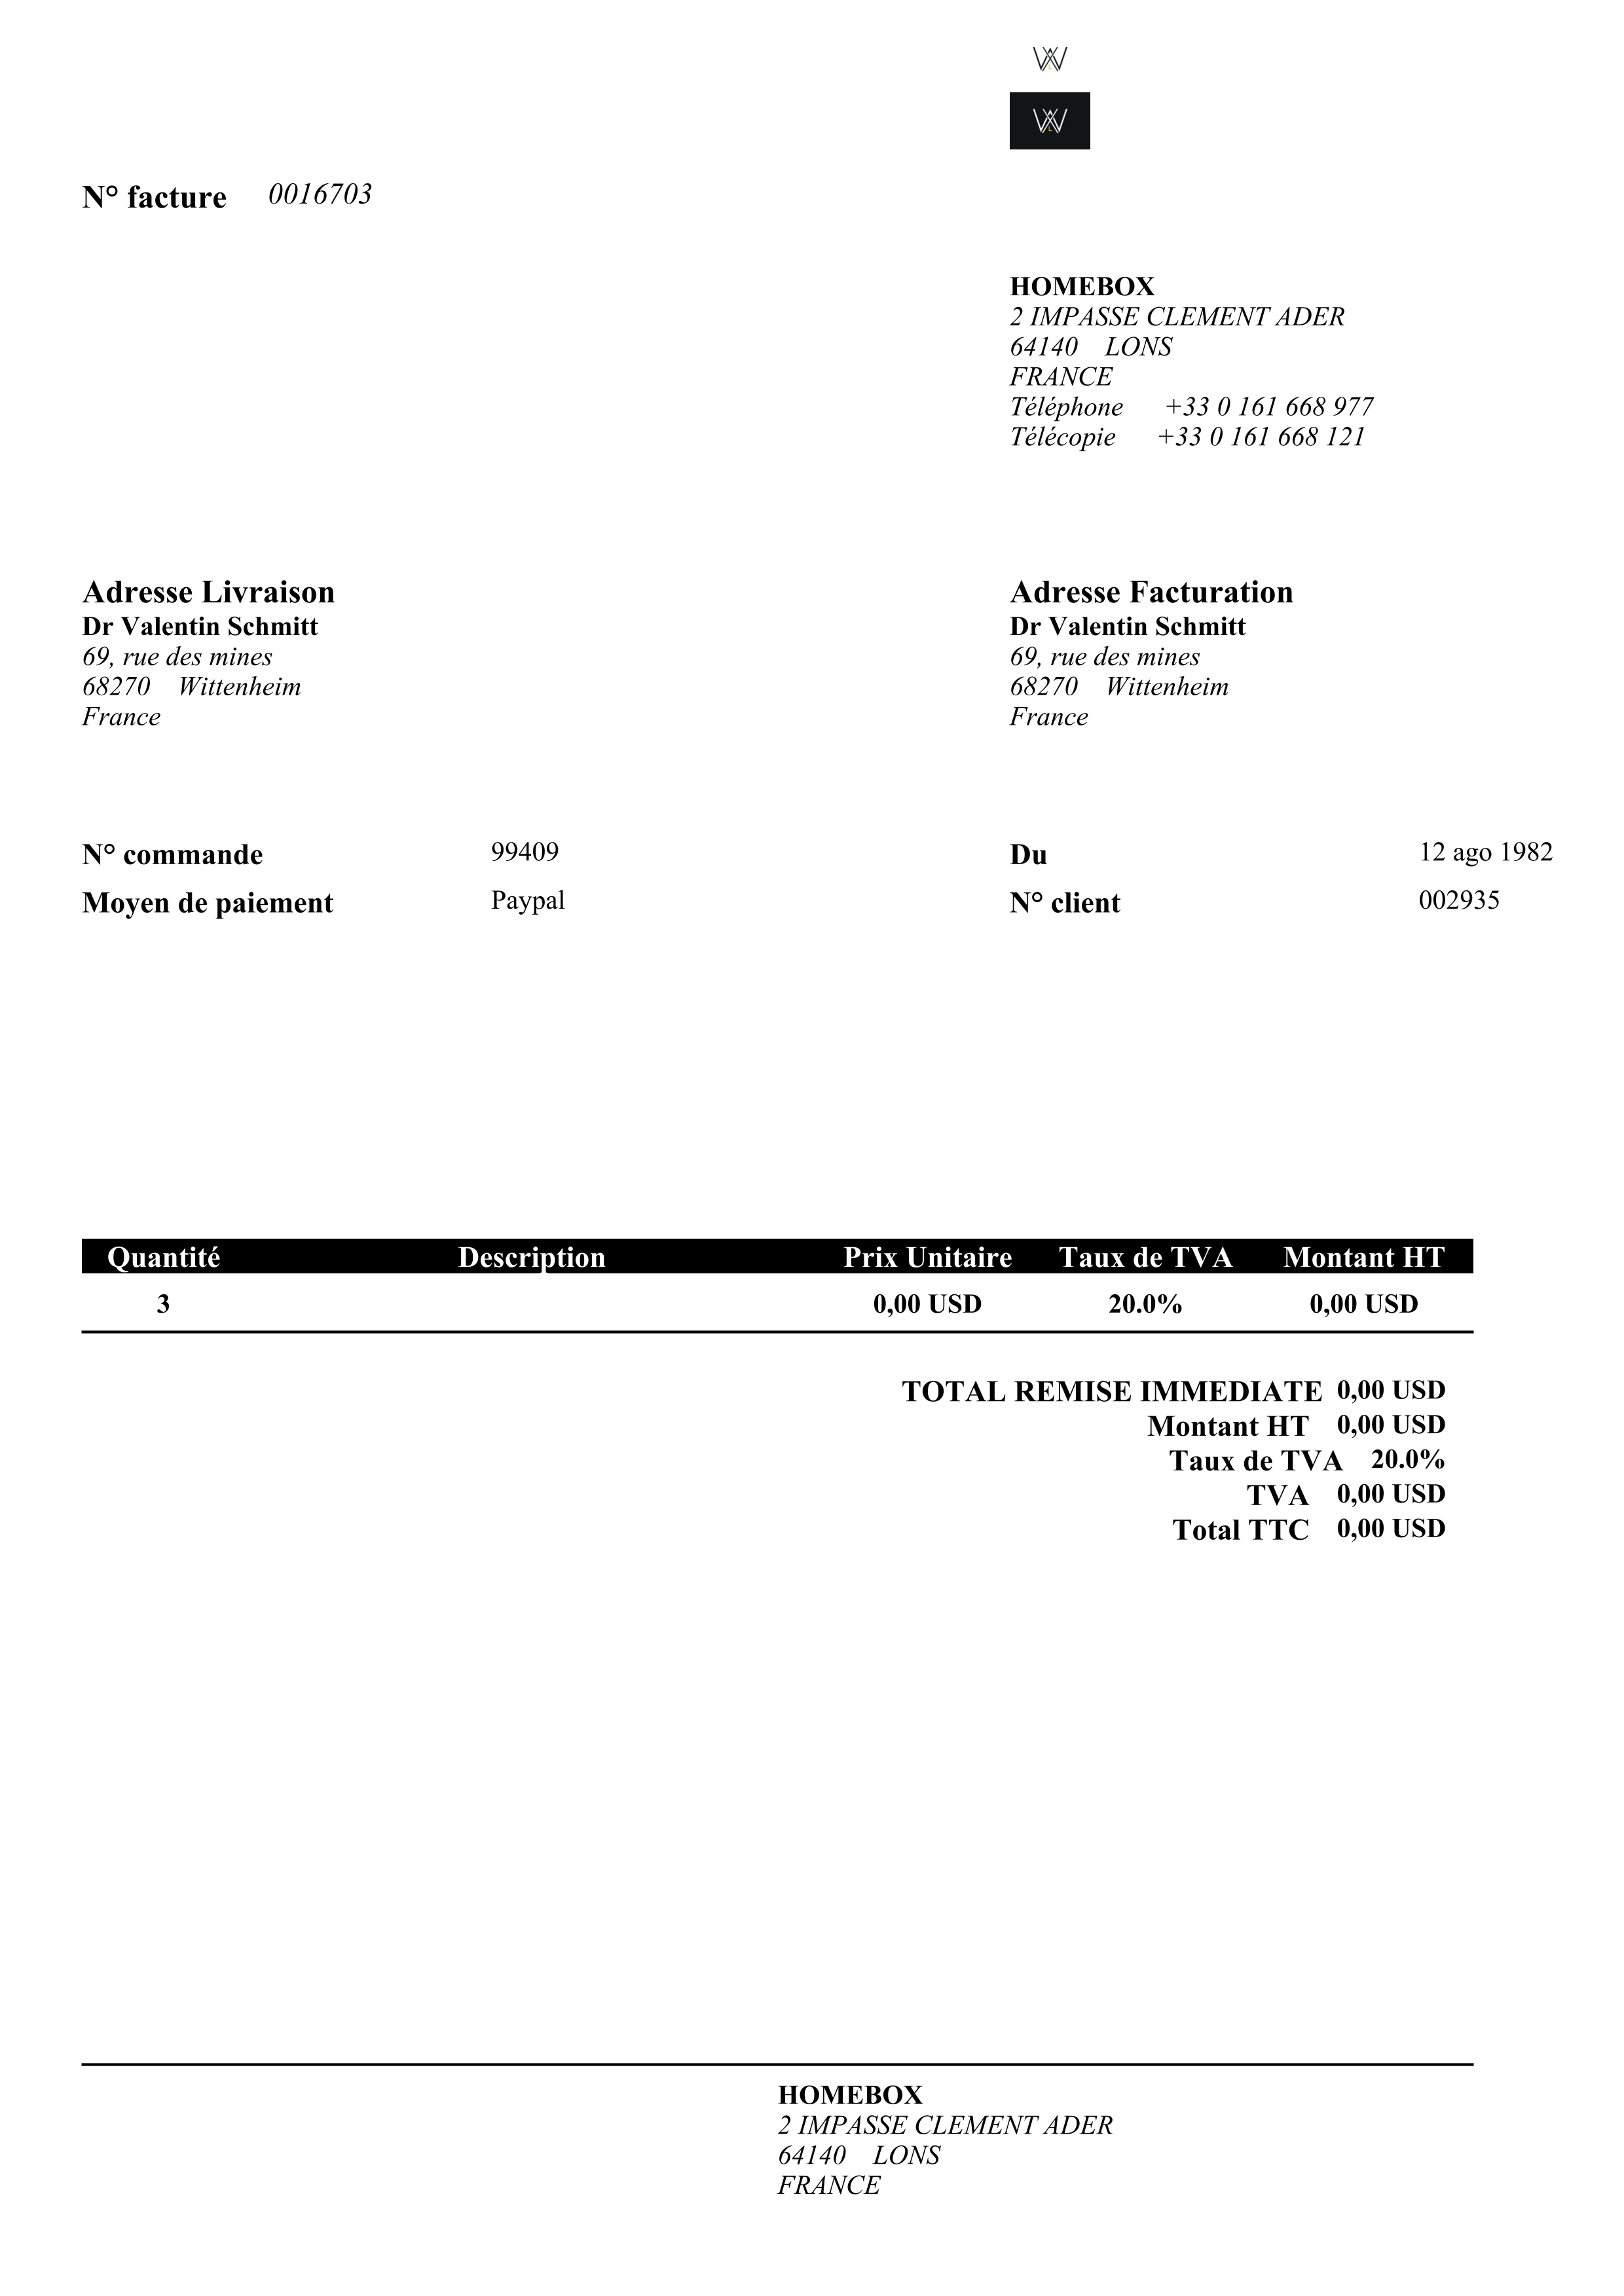 N° facture 0016703
HOMEBOX
2 IMPASSE CLEMENT ADER
64140 LONS
FRANCE
Téléphone +33 0 161 668 977
Télécopie +33 0 161 668 121
Adresse Livraison
Dr Valentin Schmitt
69, rue des mines
68270 Wittenheim
France
Adresse Facturation
Dr Valentin Schmitt
69, rue des mines
68270 Wittenheim
France
N° commande 99409
Moyen de paiement Paypal
Du 12 ago 1982
N° client 002935
Quantité Description Prix Unitaire Taux de TVA Montant HT
3 0,00 USD 20.0% 0,00 USD
TOTAL REMISE IMMEDIATE 0,00 USD
Montant HT 0,00 USD
Taux de TVA 20.0%
TVA 0,00 USD
Total TTC 0,00 USD
HOMEBOX
2 IMPASSE CLEMENT ADER
64140 LONS
FRANCE